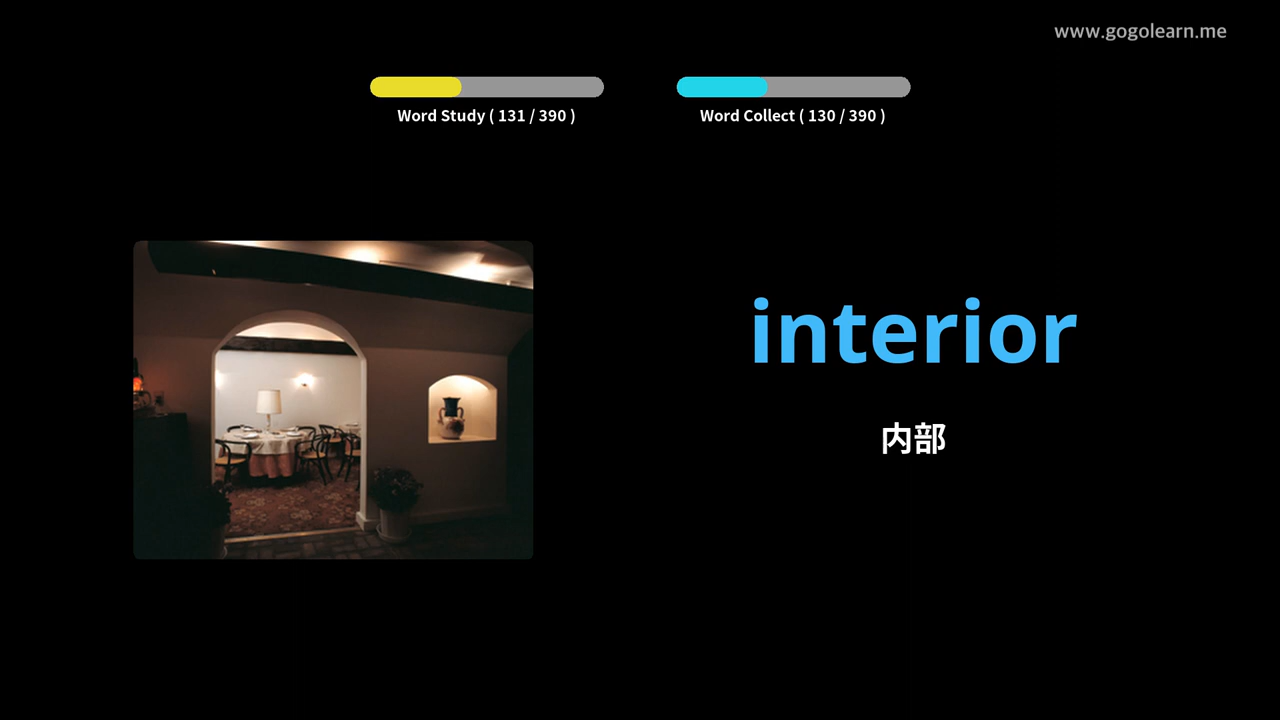 www.gogolearn.me
Word Study ( 131 / 390 )
Word Collect ( 130 / 390 )
interior
内部